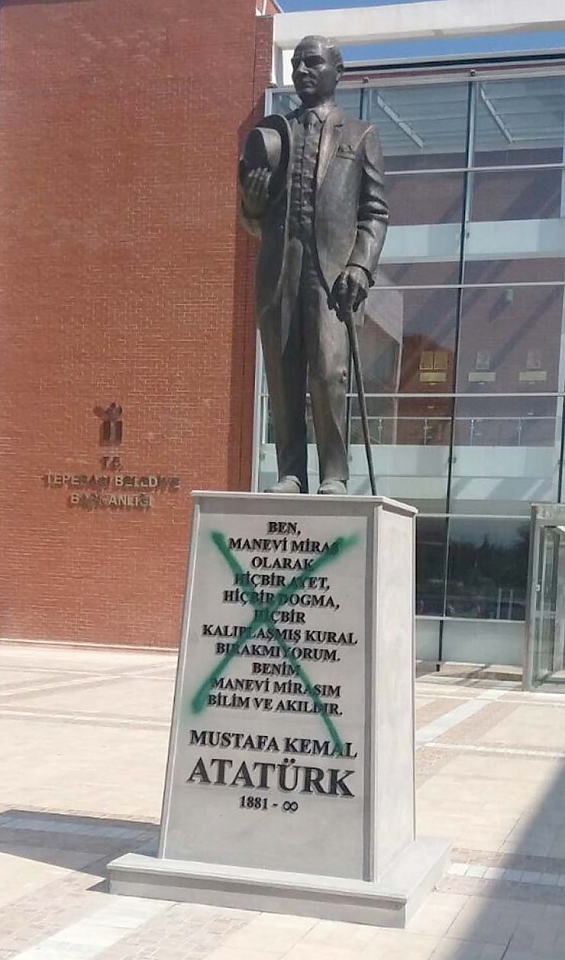 T.C.
TEPEBAŞI BELEDİYE
BAŞKANLIĞI
BEN,
MANEVİ MİRAS
OLARAK
HİÇBİR AYET,
HİÇBİR DOGMA,
HİÇBİR
KALIPLAŞMIŞ KURAL
BIRAKMIYORUM.
BENİM
MANEVİ MİRASIM
BİLİM VE AKILDIR.
MUSTAFA KEMAL
ATATÜRK
1881 - ∞